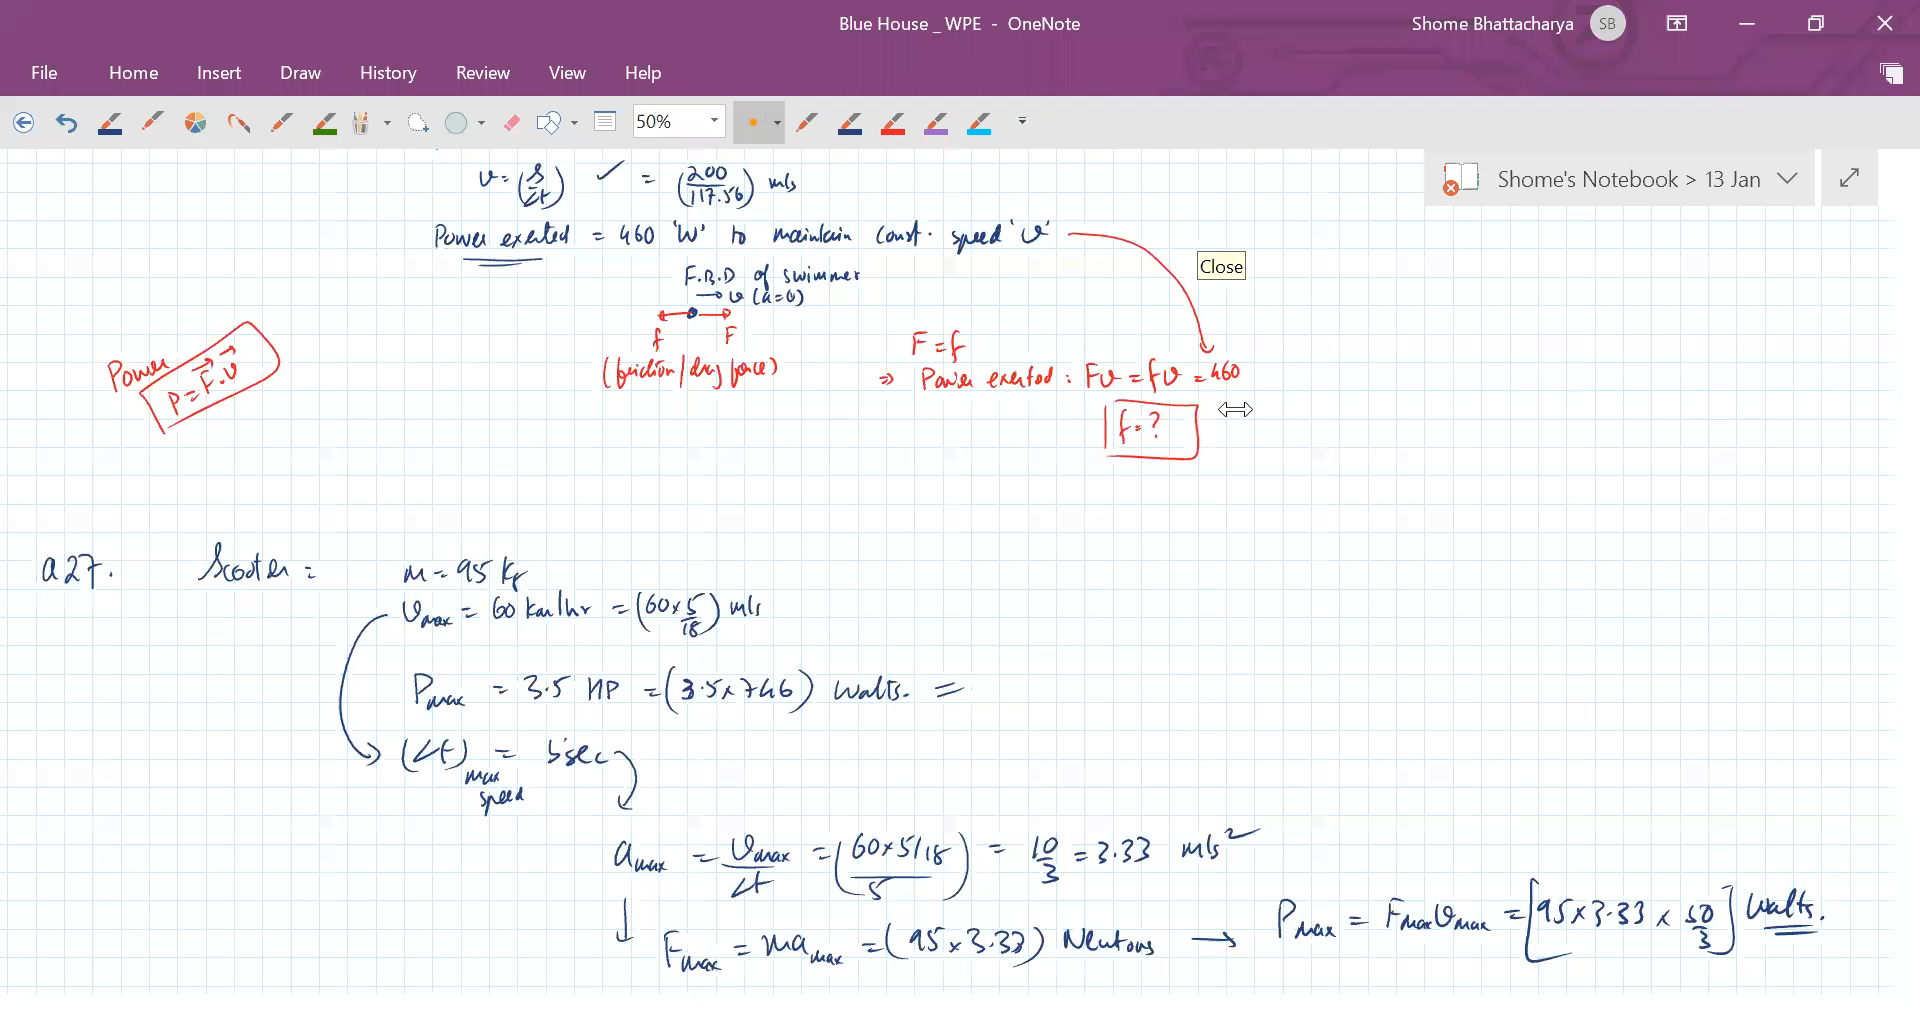 Blue House _ WPE - OneNote
Shome Bhattacharya SB
File Home Insert Draw History Review View Help
50%
Shome's Notebook > 13 Jan
v = (s/Δt) ✓ = (200/117.56) m/s
Power exerted = 460 'W' to maintain const. speed 'v'
Close
F.B.D of swimmer
→ v (a=0)
f F
(friction/drag force)
Power
P = F⃗.v⃗
F = f
⇒ Power exerted : Fv = fv = 460
f = ?
Q27. Scooter : m = 95 kg
vmax = 60 km/hr = (60×5/18) m/s
Pmax = 3.5 HP = (3.5×746) Watts. =
(Δt)max speed = 5 sec
amax = vmax/Δt = (60×5/18/5) = 10/3 = 3.33 m/s²
Fmax = mamax = (95×3.33) Newtons → Pmax = Fmaxvmax = [95×3.33×50/3] Watts.